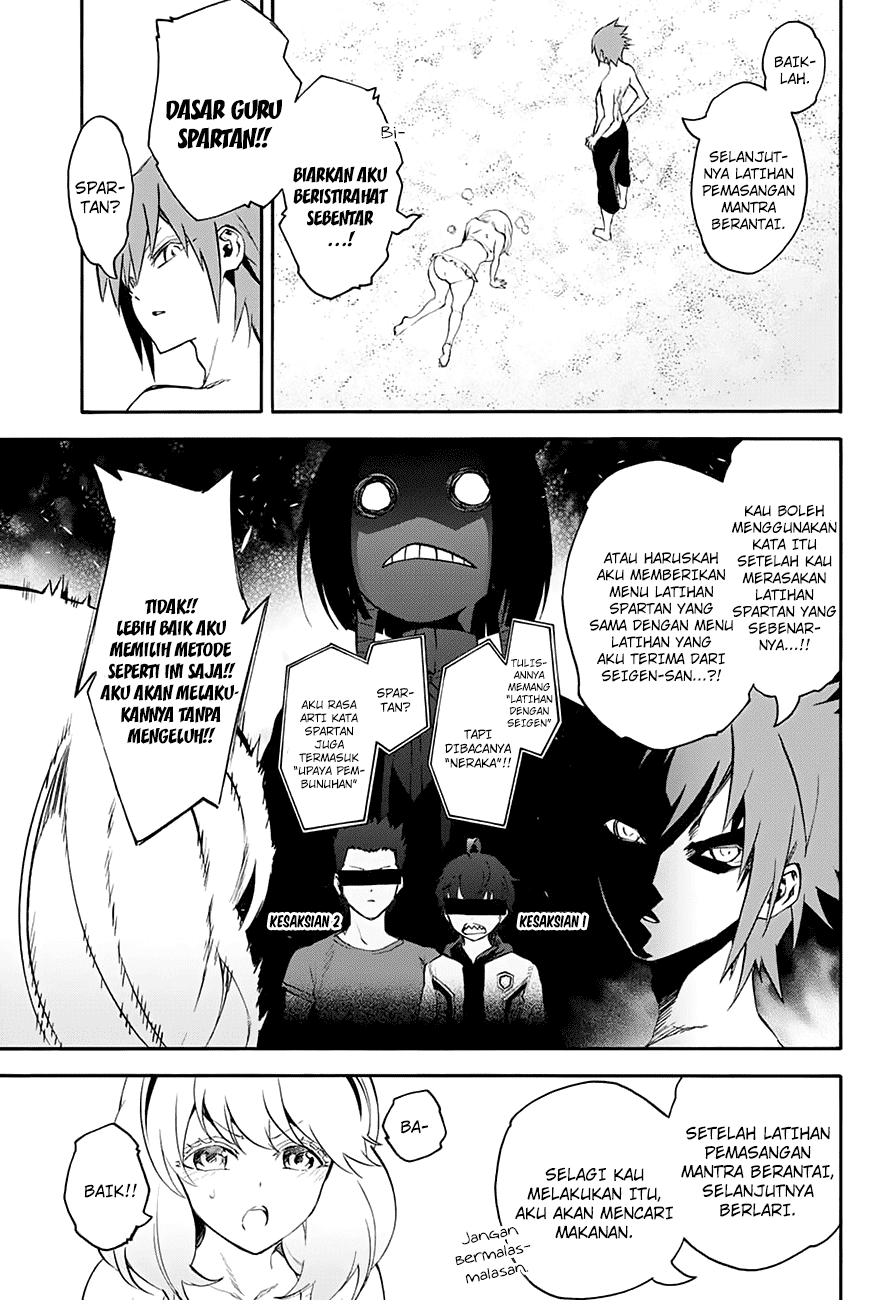 BAIK-
LAH.
SELANJUT-
NYA LATIHAN
PEMASANGAN
MANTRA
BERANTAI.
Bi-
DASAR GURU
SPARTAN!!
BIARKAN AKU
BERISTIRAHAT
SEBENTAR
...!
SPAR-
TAN?
KAU BOLEH
MENGGUNAKAN
KATA ITU
SETELAH KAU
MERASAKAN
LATIHAN
SPARTAN YANG
SEBENAR-
NYA...!!
ATAU HARUSKAH
AKU MEMBERIKAN
MENU LATIHAN
SPARTAN YANG
SAMA DENGAN MENU
LATIHAN YANG
AKU TERIMA DARI
SEIGEN-SAN...?!
TULIS-
ANNYA
MEMANG
"LATIHAN
DENGAN
SEIGEN"
TAPI
DIBACANYA
"NERAKA"!!
KESAKSIAN 1
SPAR-
TAN?
AKU RASA
ARTI KATA
SPARTAN
JUGA
TERMASUK
"UPAYA PEM-
BUNUHAN"
KESAKSIAN 2
TIDAK!!
LEBIH BAIK AKU
MEMILIH METODE
SEPERTI INI SAJA!!
AKU AKAN MELAKU-
KANNYA TANPA
MENGELUH!!
SETELAH LATIHAN
PEMASANGAN
MANTRA BERANTAI,
SELANJUTNYA
BERLARI.
SELAGI KAU
MELAKUKAN ITU,
AKU AKAN MENCARI
MAKANAN.
Jangan
Bermalas-
malasan.
BA-
BAIK!!